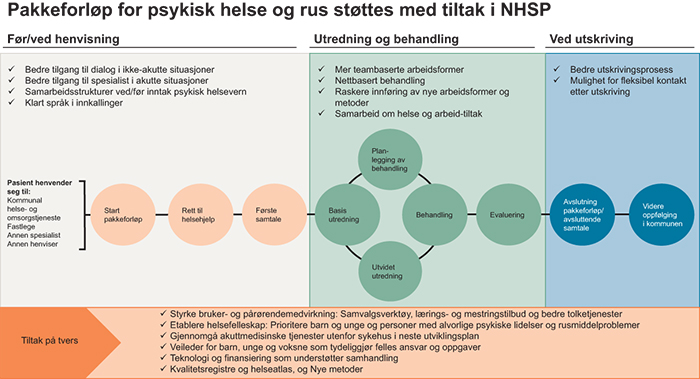 Pakkeforløp for psykisk helse og rus støttes med tiltak i NHSP
Før/ved henvisning
Utredning og behandling
Ved utskriving
✓ Bedre tilgang til dialog i ikke-akutte situasjoner
✓ Bedre tilgang til spesialist i akutte situasjoner
✓ Samarbeidsstrukturer ved/før inntak psykisk helsevern
✓ Klart språk i innkallinger
✓ Mer teambaserte arbeidsformer
✓ Nettbasert behandling
✓ Raskere innføring av nye arbeidsformer og
metoder
✓ Samarbeid om helse og arbeid-tiltak
✓ Bedre utskrivingsprosess
✓ Mulighet for fleksibel kontakt
etter utskriving
Pasient henvender
seg til:
Kommunal
helse- og
omsorgstjeneste
Fastlege
Annen spesialist
Annen henviser
Start
pakkeforløp
Rett til
helsehjelp
Første
samtale
Basis
utredning
Plan-
legging av
behandling
Utvidet
utredning
Behandling
Evaluering
Avslutning
pakkeforløp/
avsluttende
samtale
Videre
oppfølging
i kommunen
Tiltak på tvers
✓ Styrke bruker- og pårørendemedvirkning: Samvalgsverktøy, lærings- og mestringstilbud og bedre tolketjenester
✓ Etablere helsefelleskap: Prioritere barn og unge og personer med alvorlige psykiske lidelser og rusmiddelproblemer
✓ Gjennomgå akuttmedisinske tjenester utenfor sykehus i neste utviklingsplan
✓ Veileder for barn, unge og voksne som tydeliggjør felles ansvar og oppgaver
✓ Teknologi og finansiering som understøtter samhandling
✓ Kvalitetsregistre og helseatlas, og Nye metoder